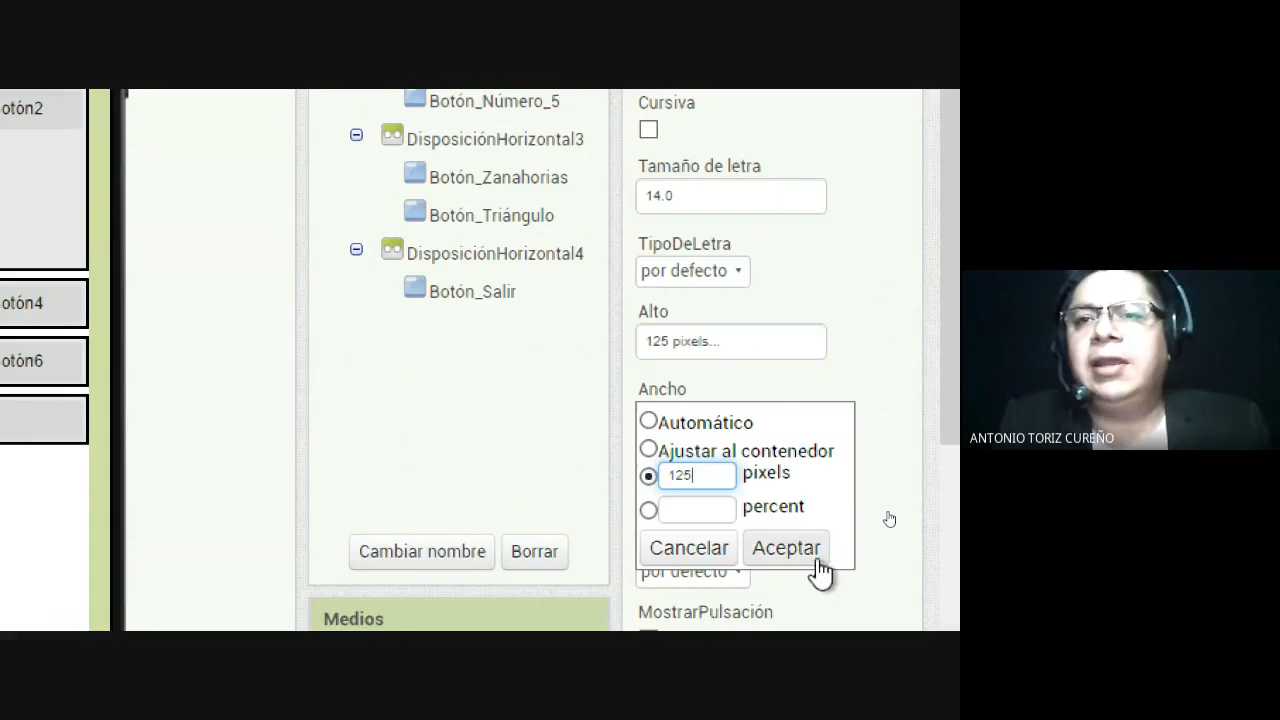 otón2
otón4
otón6
Botón_Número_5
DisposiciónHorizontal3
Botón_Zanahorias
Botón_Triángulo
DisposiciónHorizontal4
Botón_Salir
Cambiar nombre
Borrar
Medios
Cursiva
Tamaño de letra
14.0
TipoDeLetra
por defecto
Alto
125 pixels...
Ancho
Automático
Ajustar al contenedor
125 pixels
percent
Cancelar Aceptar
por defecto
MostrarPulsación
ANTONIO TORIZ CUREÑO